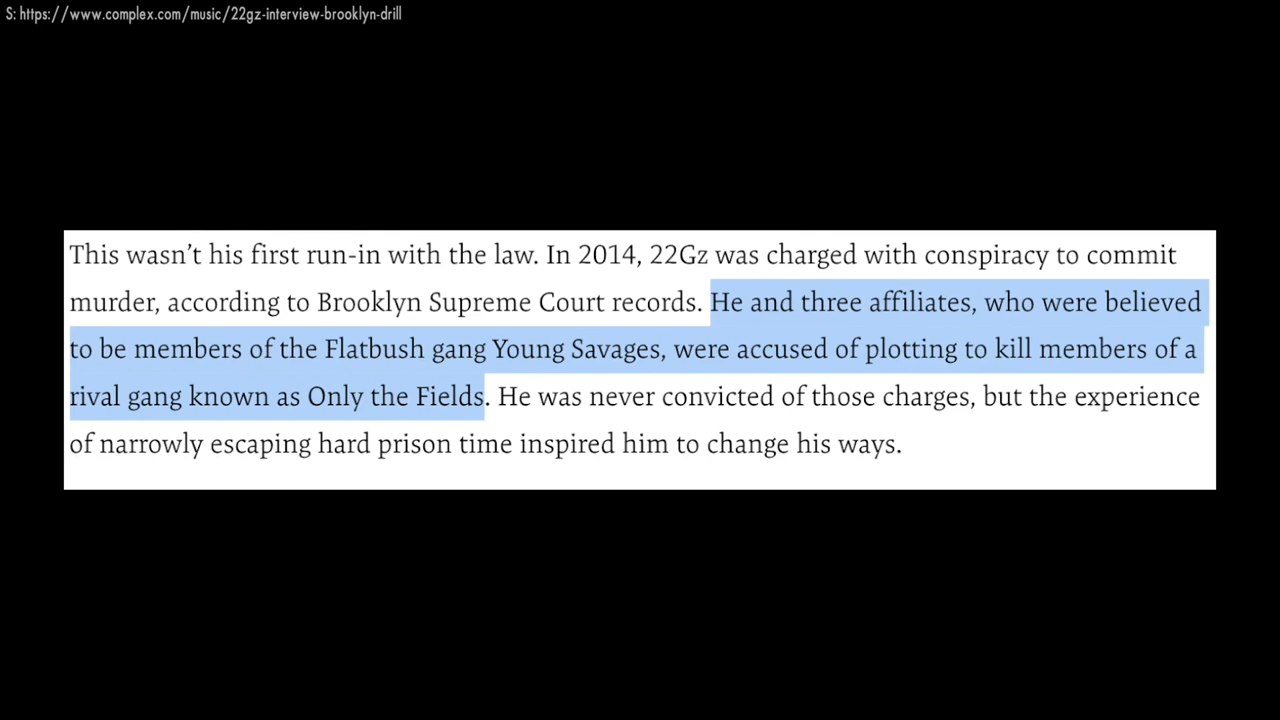 S: https://www.complex.com/music/22gz-interview-brooklyn-drill
This wasn’t his first run-in with the law. In 2014, 22Gz was charged with conspiracy to commit
murder, according to Brooklyn Supreme Court records. He and three affiliates, who were believed
to be members of the Flatbush gang Young Savages, were accused of plotting to kill members of a
rival gang known as Only the Fields. He was never convicted of those charges, but the experience
of narrowly escaping hard prison time inspired him to change his ways.